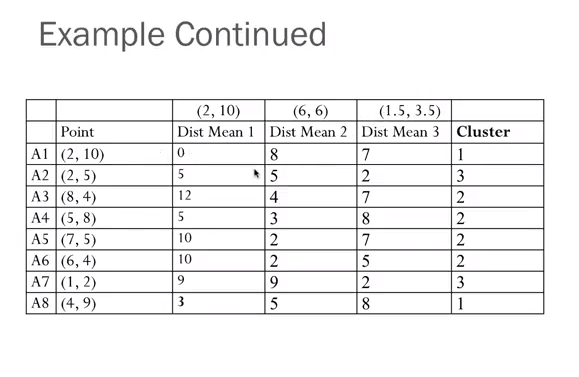 Example Continued
(2, 10) (6, 6) (1.5, 3.5)
Point Dist Mean 1 Dist Mean 2 Dist Mean 3 Cluster
A1 (2, 10) 0 8 7 1
A2 (2, 5) 5 5 2 3
A3 (8, 4) 12 4 7 2
A4 (5, 8) 5 3 8 2
A5 (7, 5) 10 2 7 2
A6 (6, 4) 10 2 5 2
A7 (1, 2) 9 9 2 3
A8 (4, 9) 3 5 8 1